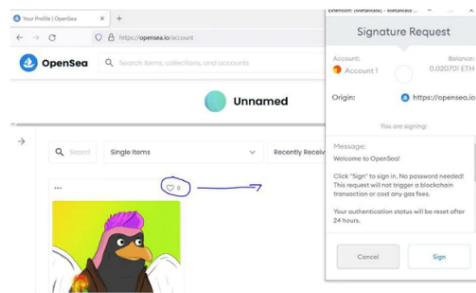 Your Profile | OpenSea
https://opensea.io/account
OpenSea
Search items, collections, and accounts
Unnamed
Search
Single Items
Recently Receiv
0
Signature Request
Account:
Balance:
Account 1
0.020701 ETH
Origin:
https://opensea.io
You are signing:
Message:
Welcome to OpenSea!
Click "Sign" to sign in. No password needed!
This request will not trigger a blockchain
transaction or cost any gas fees.
Your authentication status will be reset after
24 hours.
Cancel
Sign